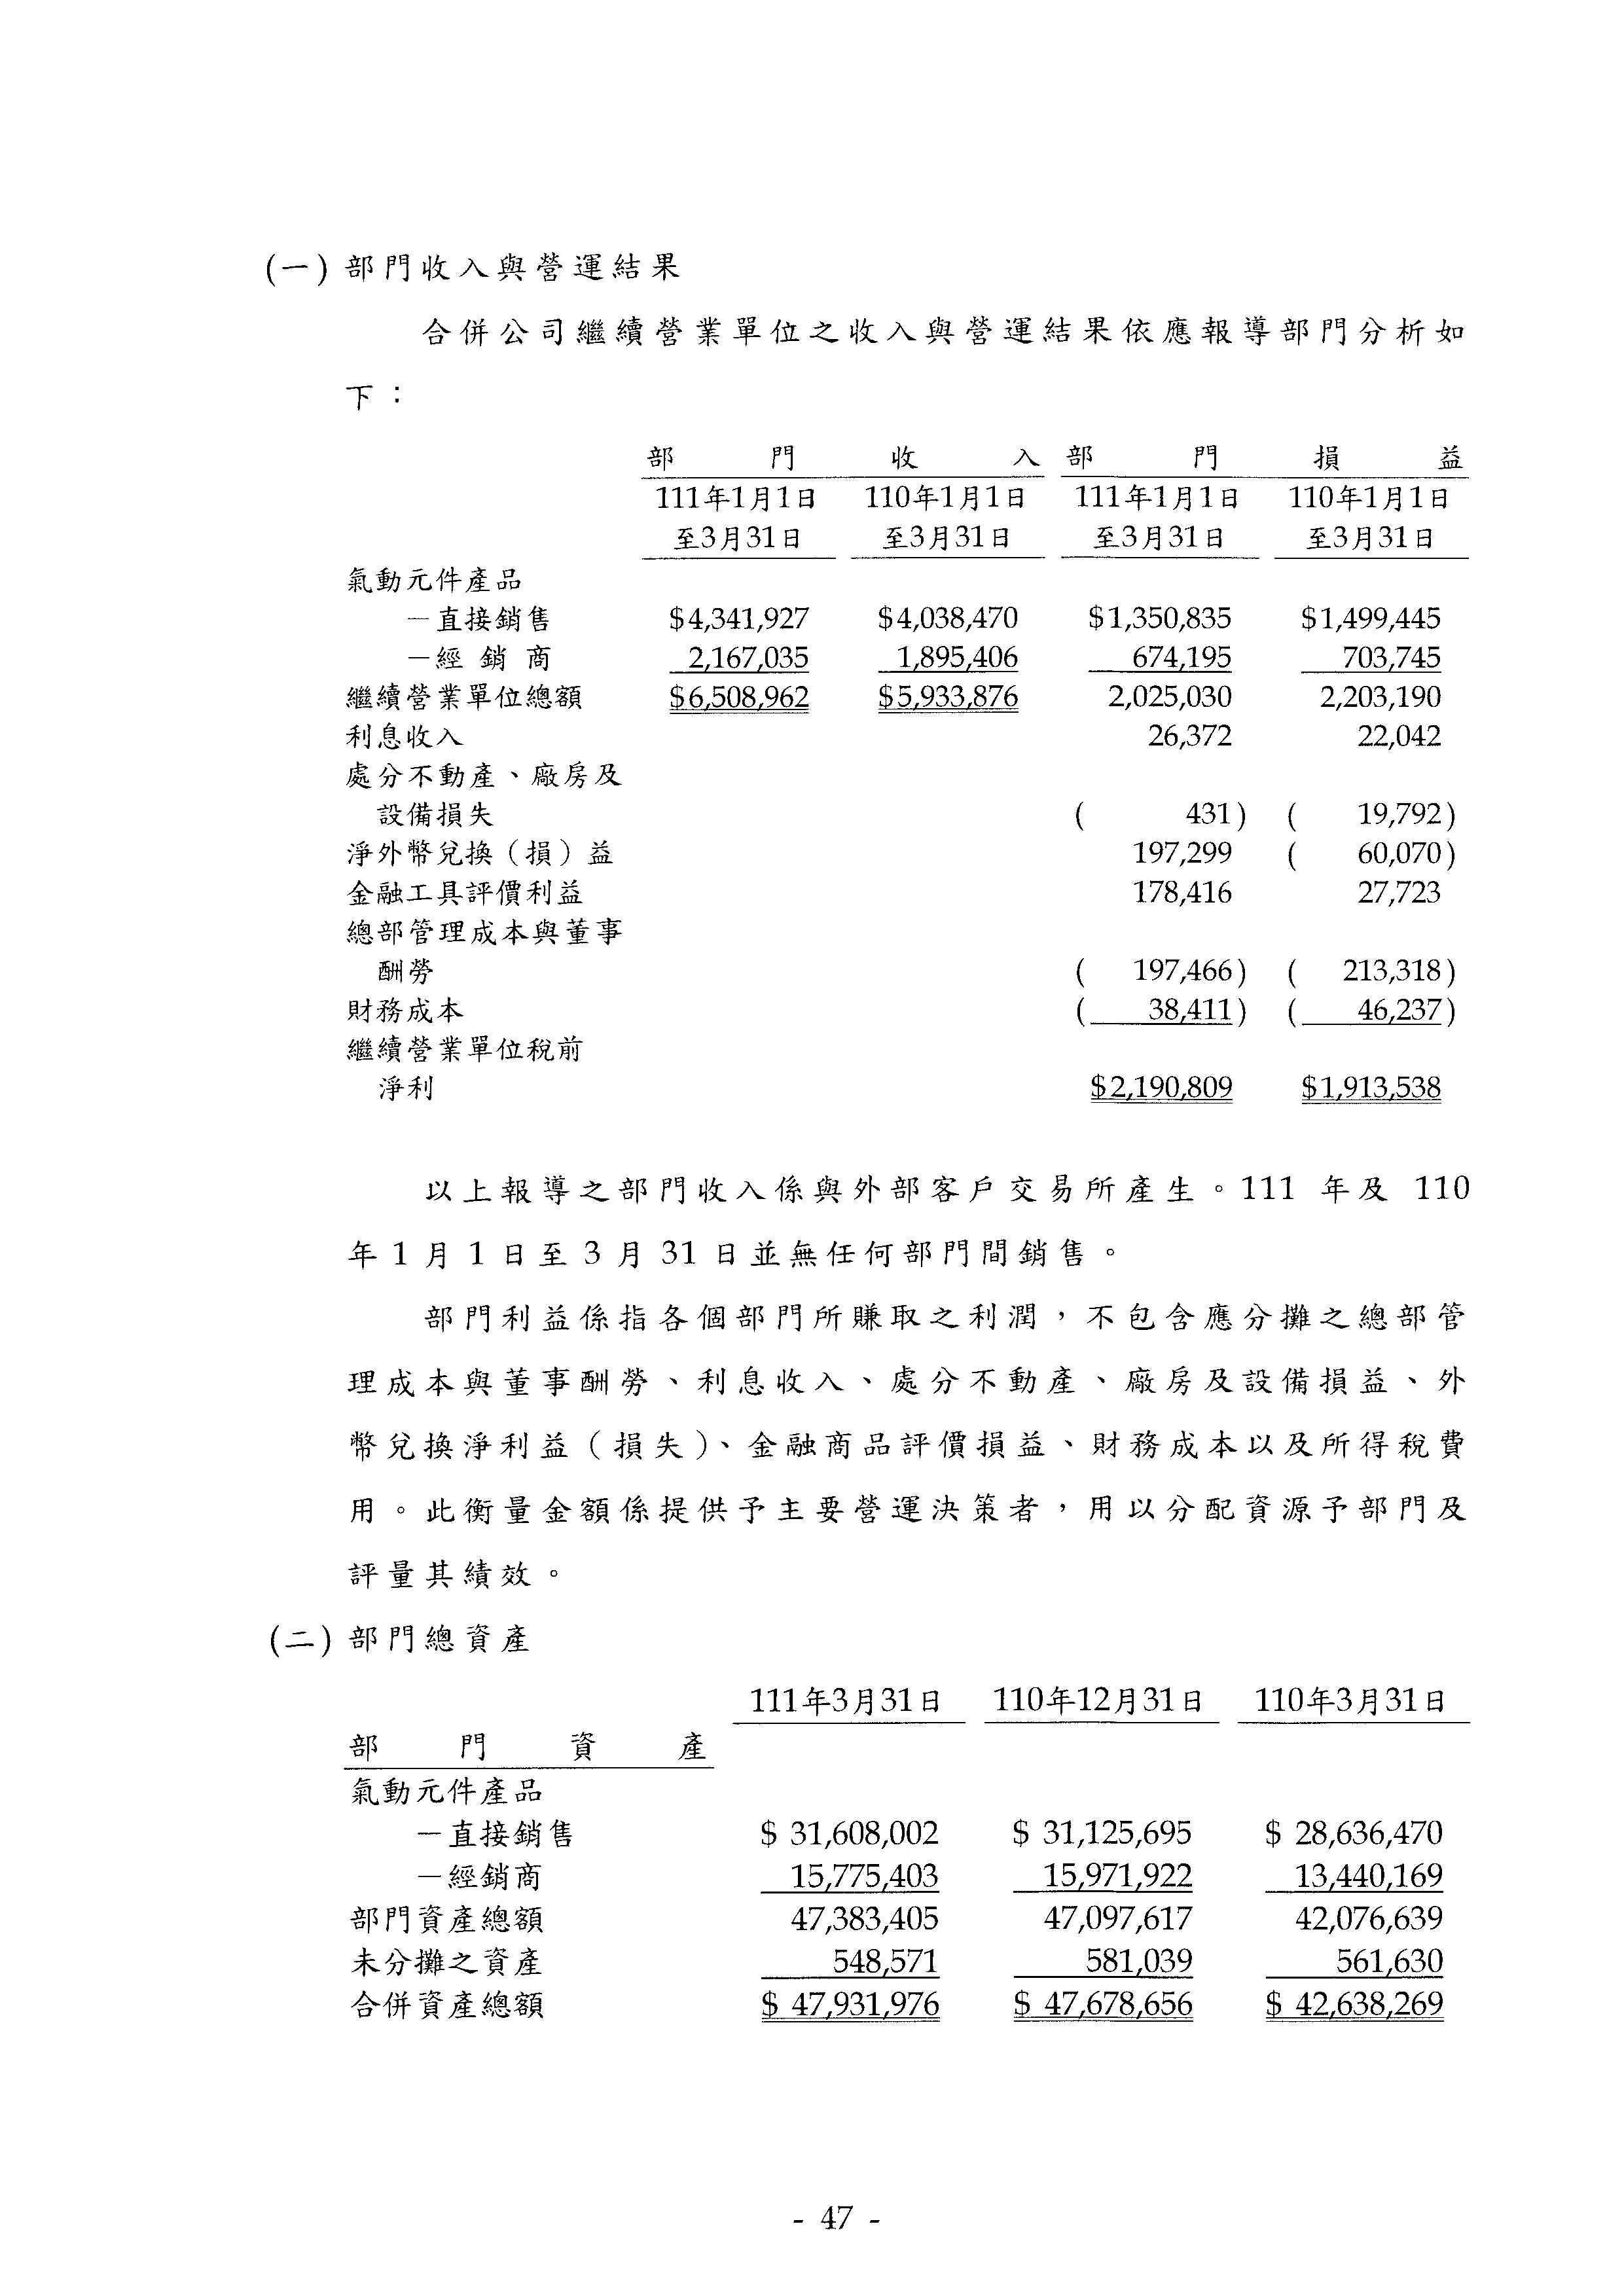 (一) 部門收入與營運結果
合併公司繼續營業單位之收入與營運結果依應報導部門分析如
下：
部門收入 部門損益
111年1月1日 110年1月1日 111年1月1日 110年1月1日
至3月31日 至3月31日 至3月31日 至3月31日
氣動元件產品
－直接銷售 $4,341,927 $4,038,470 $1,350,835 $1,499,445
－經銷商 2,167,035 1,895,406 674,195 703,745
繼續營業單位總額 $6,508,962 $5,933,876 2,025,030 2,203,190
利息收入 26,372 22,042
處分不動產、廠房及
設備損失 ( 431) ( 19,792)
淨外幣兌換（損）益 197,299 ( 60,070)
金融工具評價利益 178,416 27,723
總部管理成本與董事
酬勞 ( 197,466) ( 213,318)
財務成本 ( 38,411) ( 46,237)
繼續營業單位稅前
淨利 $2,190,809 $1,913,538
以上報導之部門收入係與外部客戶交易所產生。111 年及 110
年 1 月 1 日至 3 月 31 日並無任何部門間銷售。
部門利益係指各個部門所賺取之利潤，不包含應分攤之總部管
理成本與董事酬勞、利息收入、處分不動產、廠房及設備損益、外
幣兌換淨利益（損失）、金融商品評價損益、財務成本以及所得稅費
用。此衡量金額係提供予主要營運決策者，用以分配資源予部門及
評量其績效。
(二) 部門總資產
111年3月31日 110年12月31日 110年3月31日
部門資產
氣動元件產品
－直接銷售 $ 31,608,002 $ 31,125,695 $ 28,636,470
－經銷商 15,775,403 15,971,922 13,440,169
部門資產總額 47,383,405 47,097,617 42,076,639
未分攤之資產 548,571 581,039 561,630
合併資產總額 $ 47,931,976 $ 47,678,656 $ 42,638,269
- 47 -